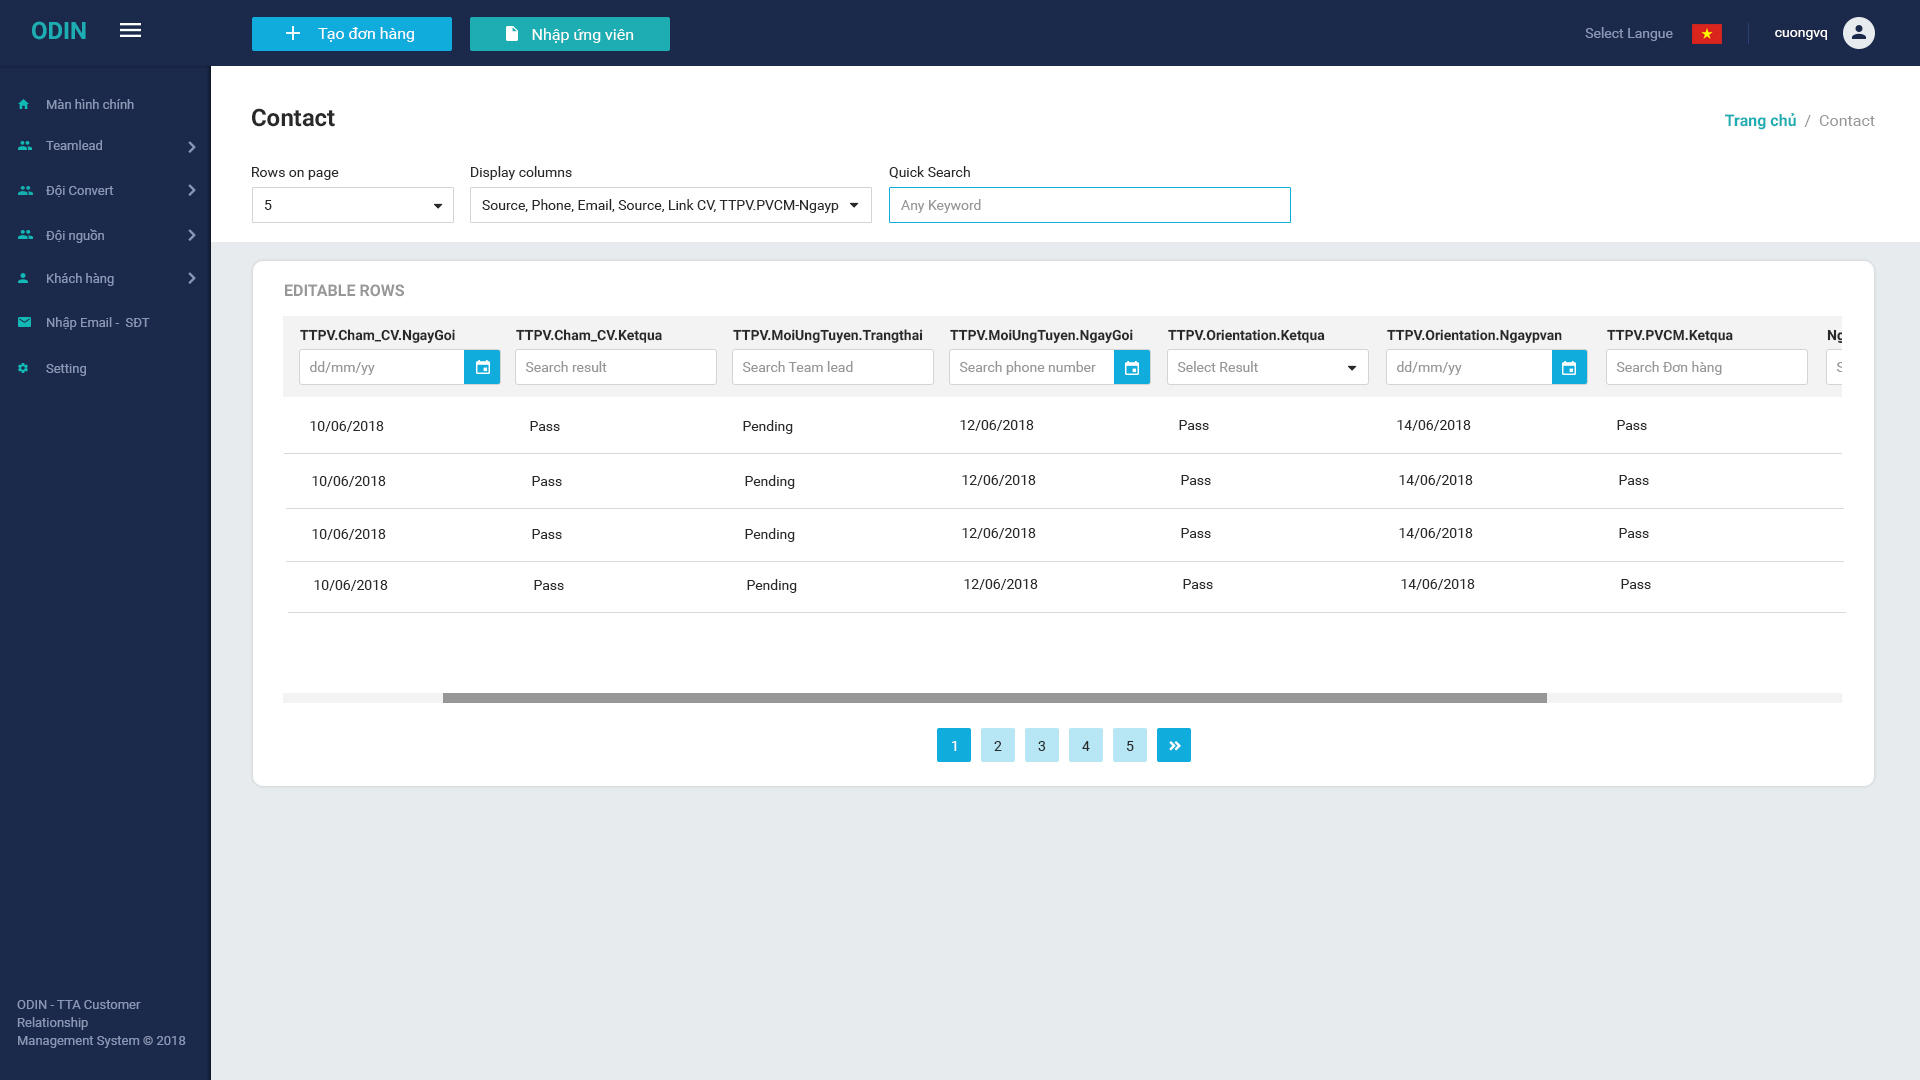 ODIN
Tạo đơn hàng
Nhập ứng viên
Select Langue
cuongvq
Màn hình chính
Teamlead
Đội Convert
Đội nguồn
Khách hàng
Nhập Email - SĐT
Setting
Contact
Trang chủ / Contact
Rows on page
Display columns
Quick Search
5
Source, Phone, Email, Source, Link CV, TTPV.PVCM-Ngayp
Any Keyword
EDITABLE ROWS
TTPV.Cham_CV.NgayGoi TTPV.Cham_CV.Ketqua TTPV.MoiUngTuyen.Trangthai TTPV.MoiUngTuyen.NgayGoi TTPV.Orientation.Ketqua TTPV.Orientation.Ngaypvan TTPV.PVCM.Ketqua Ng
dd/mm/yy Search result Search Team lead Search phone number Select Result dd/mm/yy Search Đơn hàng
10/06/2018 Pass Pending 12/06/2018 Pass 14/06/2018 Pass
10/06/2018 Pass Pending 12/06/2018 Pass 14/06/2018 Pass
10/06/2018 Pass Pending 12/06/2018 Pass 14/06/2018 Pass
10/06/2018 Pass Pending 12/06/2018 Pass 14/06/2018 Pass
1 2 3 4 5 »
ODIN - TTA Customer
Relationship
Management System © 2018